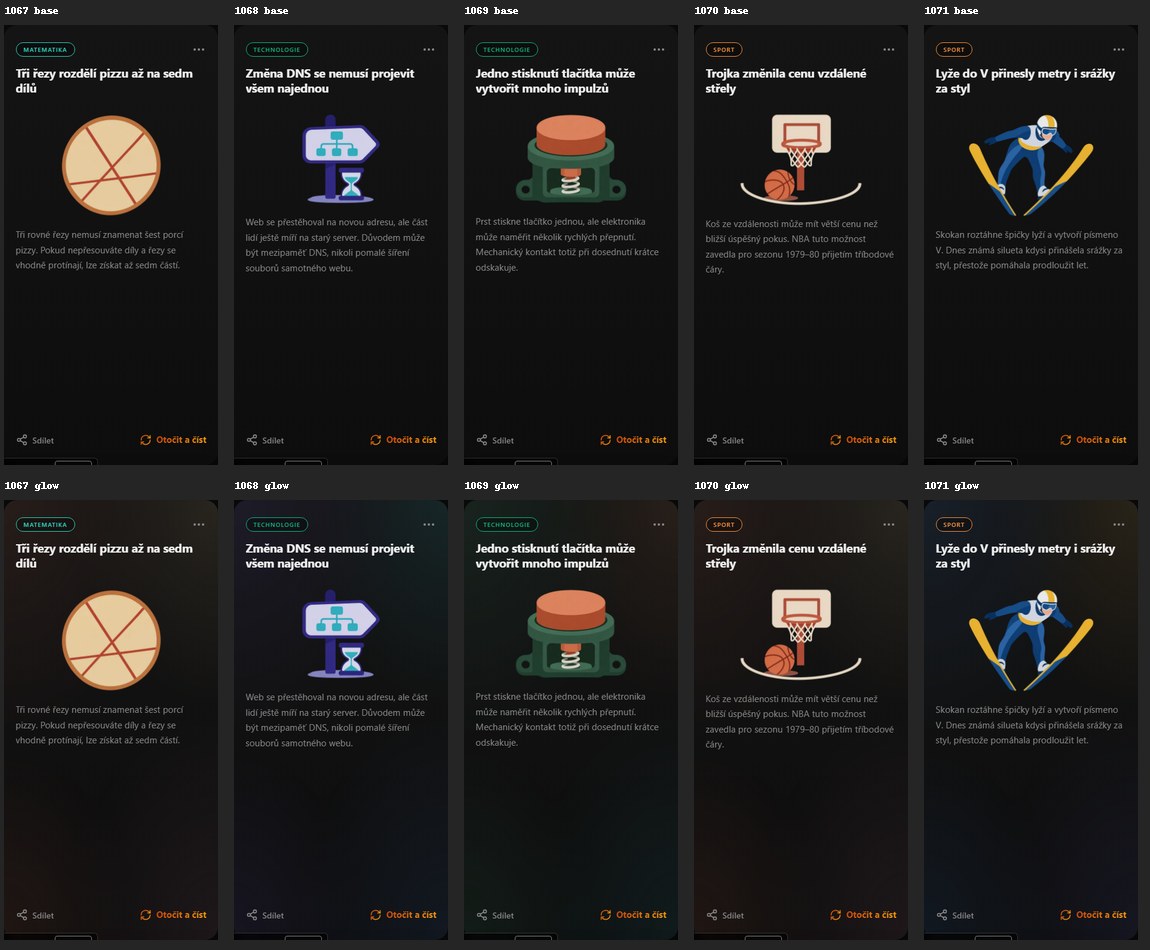 1067 base
MATEMATIKA
Tři řezy rozdělí pizzu až na sedm
dílů
Tři rovné řezy nemusí znamenat šest porcí
pizzy. Pokud nepřesouváte díly a řezy se
vhodně protínají, lze získat až sedm částí.
Sdílet
Otočit a číst
1068 base
TECHNOLOGIE
Změna DNS se nemusí projevit
všem najednou
Web se přestěhoval na novou adresu, ale část
lidí ještě míří na starý server. Důvodem může
být mezipaměť DNS, nikoli pomalé šíření
souborů samotného webu.
Sdílet
Otočit a číst
1069 base
TECHNOLOGIE
Jedno stisknutí tlačítka může
vytvořit mnoho impulzů
Prst stiskne tlačítko jednou, ale elektronika
může naměřit několik rychlých přepnutí.
Mechanický kontakt totiž při dosednutí krátce
odskakuje.
Sdílet
Otočit a číst
1070 base
SPORT
Trojka změnila cenu vzdálené
střely
Koš ze vzdálenosti může mít větší cenu než
bližší úspěšný pokus. NBA tuto možnost
zavedla pro sezonu 1979–80 přijetím tříbodové
čáry.
Sdílet
Otočit a číst
1071 base
SPORT
Lyže do V přinesly metry i srážky
za styl
Skokan roztáhne špičky lyží a vytvoří písmeno
V. Dnes známá silueta kdysi přinášela srážky za
styl, přestože pomáhala prodloužit let.
Sdílet
Otočit a číst
1067 glow
MATEMATIKA
Tři řezy rozdělí pizzu až na sedm
dílů
Tři rovné řezy nemusí znamenat šest porcí
pizzy. Pokud nepřesouváte díly a řezy se
vhodně protínají, lze získat až sedm částí.
Sdílet
Otočit a číst
1068 glow
TECHNOLOGIE
Změna DNS se nemusí projevit
všem najednou
Web se přestěhoval na novou adresu, ale část
lidí ještě míří na starý server. Důvodem může
být mezipaměť DNS, nikoli pomalé šíření
souborů samotného webu.
Sdílet
Otočit a číst
1069 glow
TECHNOLOGIE
Jedno stisknutí tlačítka může
vytvořit mnoho impulzů
Prst stiskne tlačítko jednou, ale elektronika
může naměřit několik rychlých přepnutí.
Mechanický kontakt totiž při dosednutí krátce
odskakuje.
Sdílet
Otočit a číst
1070 glow
SPORT
Trojka změnila cenu vzdálené
střely
Koš ze vzdálenosti může mít větší cenu než
bližší úspěšný pokus. NBA tuto možnost
zavedla pro sezonu 1979–80 přijetím tříbodové
čáry.
Sdílet
Otočit a číst
1071 glow
SPORT
Lyže do V přinesly metry i srážky
za styl
Skokan roztáhne špičky lyží a vytvoří písmeno
V. Dnes známá silueta kdysi přinášela srážky za
styl, přestože pomáhala prodloužit let.
Sdílet
Otočit a číst